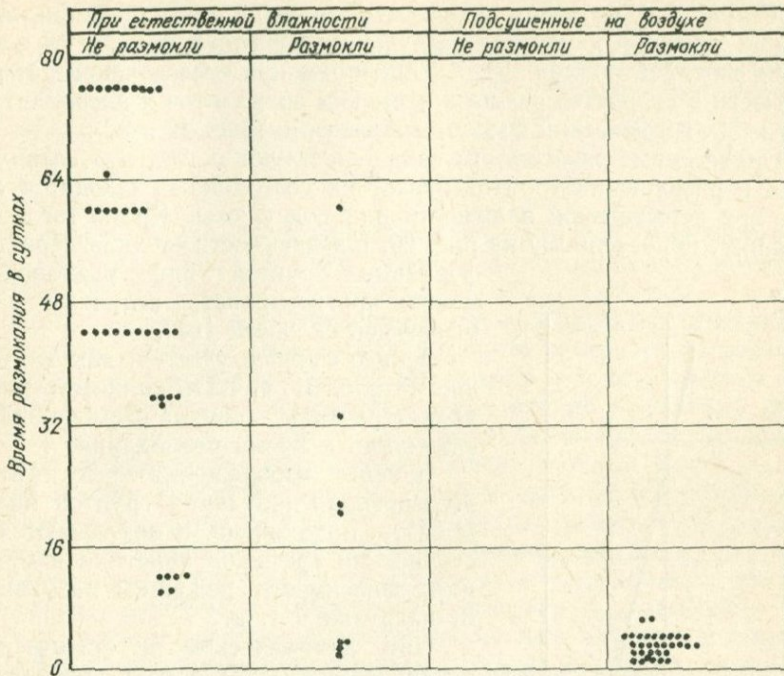 При естественной влажности Подсушенные на воздухе
Не размокли Размокли Не размокли Размокли
80
64
48
32
16
0
Время размокания в сутках